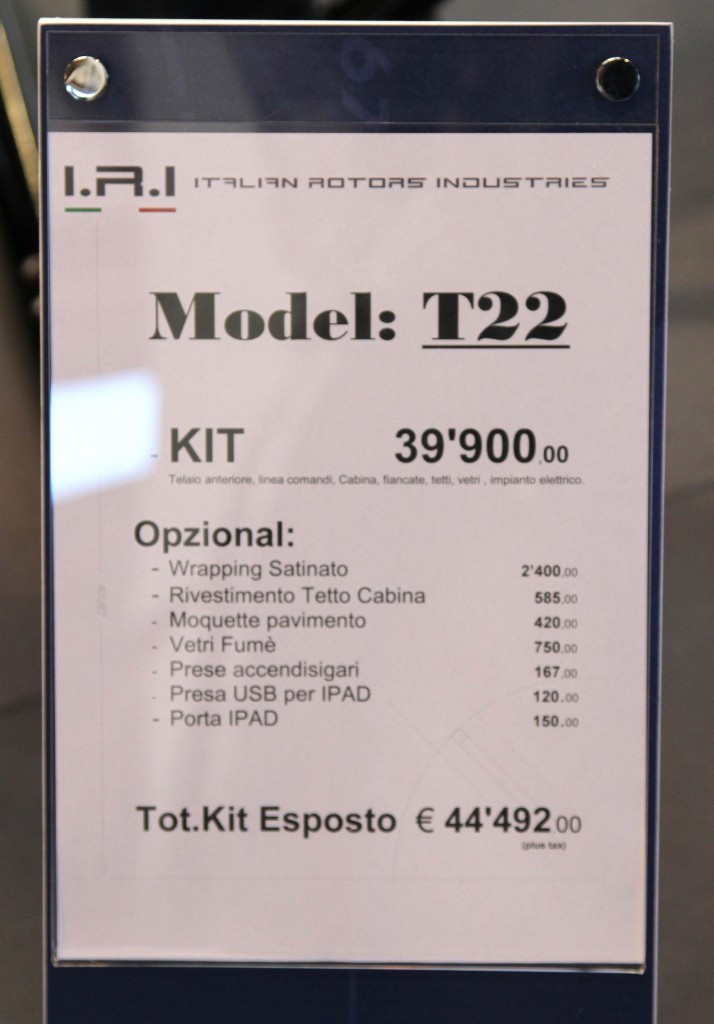 I.R.I ITALIAN ROTORS INDUSTRIES
Model: T22
- KIT 39'900,00
Telaio anteriore, linea comandi, Cabina, fiancate, tetti, vetri , impianto elettrico.
Opzional:
- Wrapping Satinato 2'400,00
- Rivestimento Tetto Cabina 585,00
- Moquette pavimento 420,00
- Vetri Fumè 750,00
- Prese accendisigari 167,00
- Presa USB per IPAD 120,00
- Porta IPAD 150,00
Tot.Kit Esposto € 44'492,00
(plus tax)